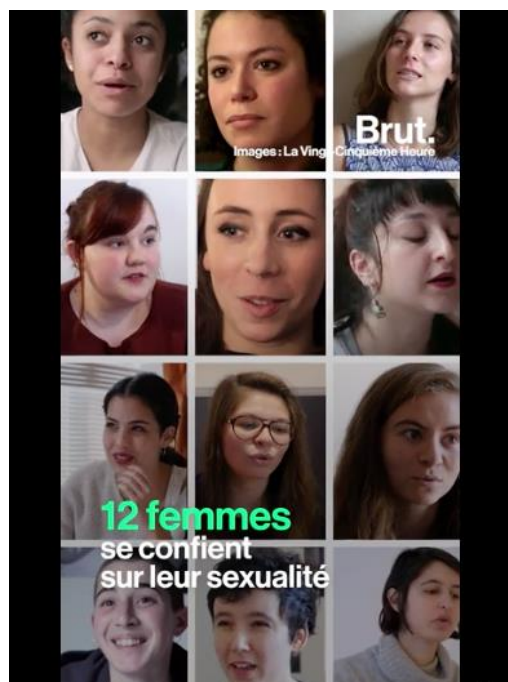 Brut.
Images : La Vingt-Cinquième Heure
12 femmes
se confient
sur leur sexualité